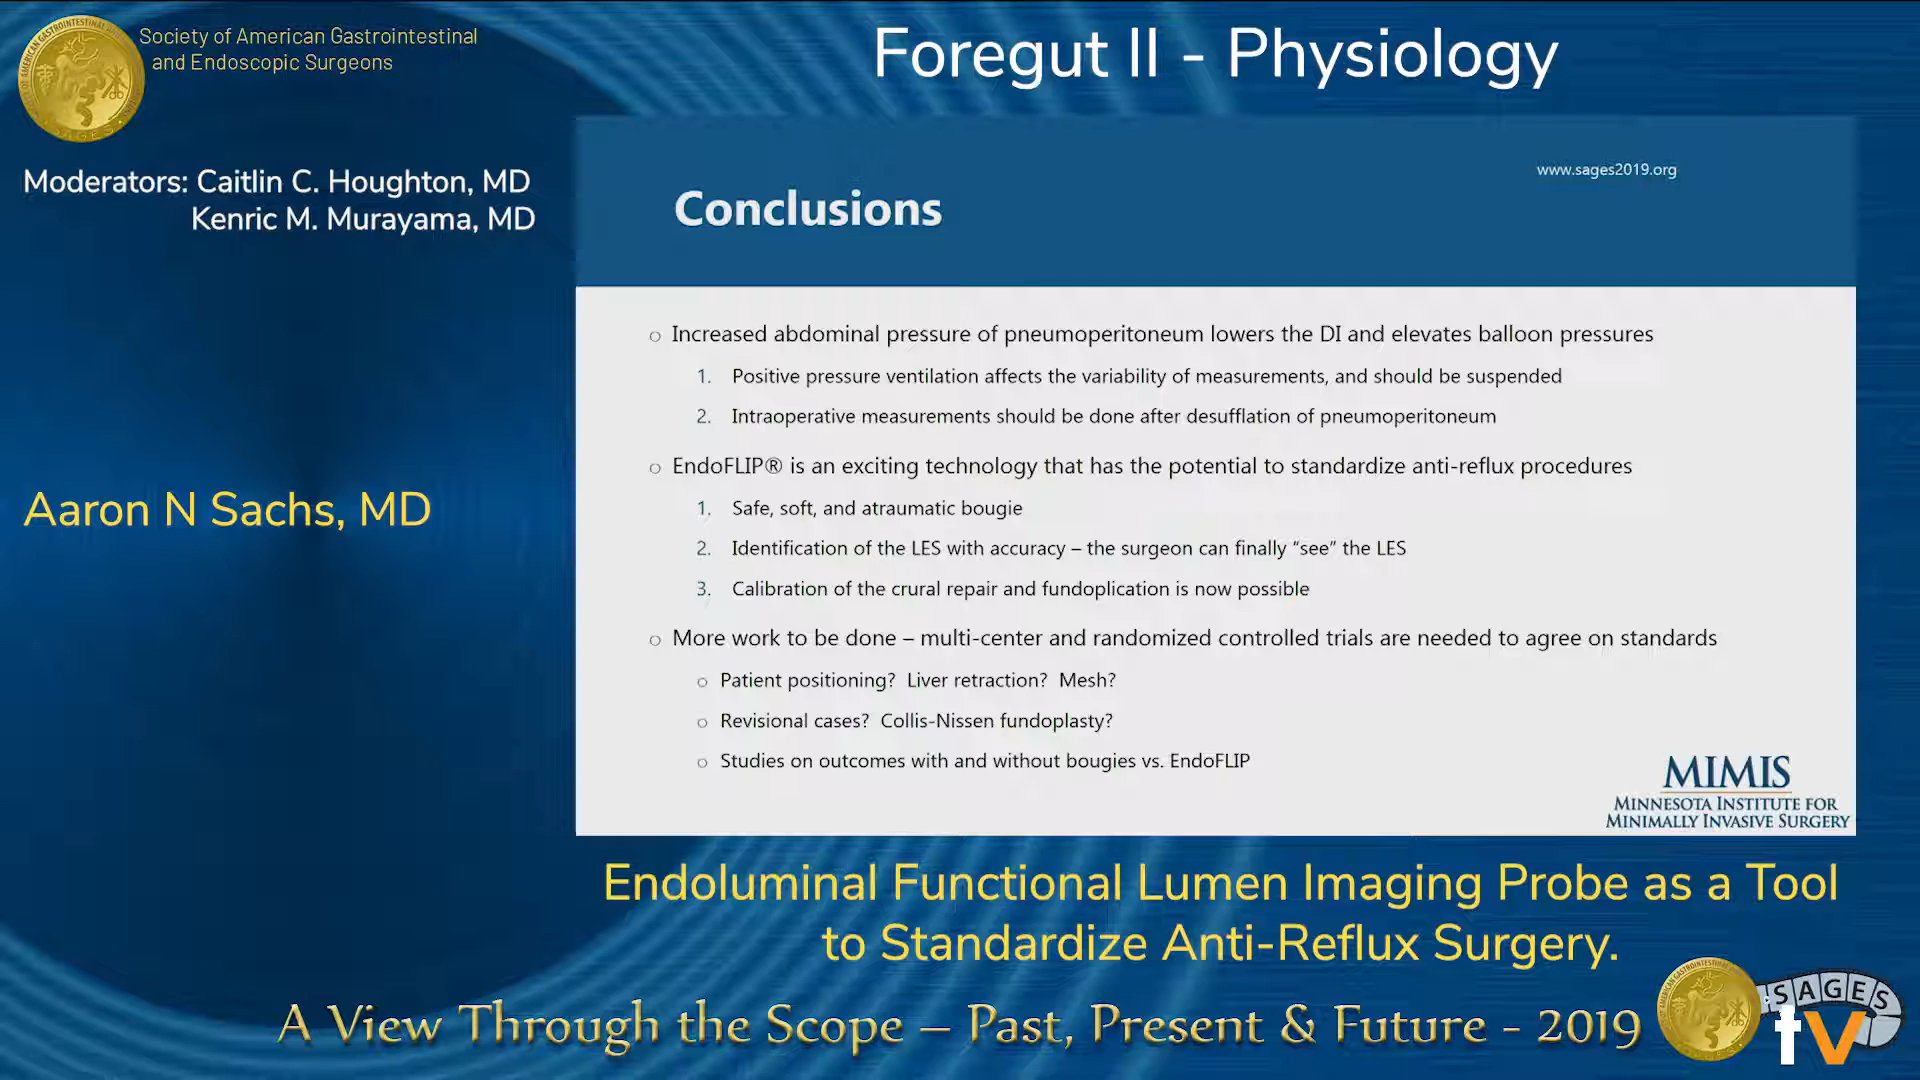 Society of American Gastrointestinal
and Endoscopic Surgeons
Foregut II - Physiology
Moderators: Caitlin C. Houghton, MD
Kenric M. Murayama, MD
Aaron N Sachs, MD
www.sages2019.org
Conclusions
o Increased abdominal pressure of pneumoperitoneum lowers the DI and elevates balloon pressures
1. Positive pressure ventilation affects the variability of measurements, and should be suspended
2. Intraoperative measurements should be done after desufflation of pneumoperitoneum
o EndoFLIP® is an exciting technology that has the potential to standardize anti-reflux procedures
1. Safe, soft, and atraumatic bougie
2. Identification of the LES with accuracy – the surgeon can finally “see” the LES
3. Calibration of the crural repair and fundoplication is now possible
o More work to be done – multi-center and randomized controlled trials are needed to agree on standards
o Patient positioning? Liver retraction? Mesh?
o Revisional cases? Collis-Nissen fundoplasty?
o Studies on outcomes with and without bougies vs. EndoFLIP
MIMIS
MINNESOTA INSTITUTE FOR
MINIMALLY INVASIVE SURGERY
Endoluminal Functional Lumen Imaging Probe as a Tool
to Standardize Anti-Reflux Surgery.
A View Through the Scope – Past, Present & Future - 2019
SAGES
tv